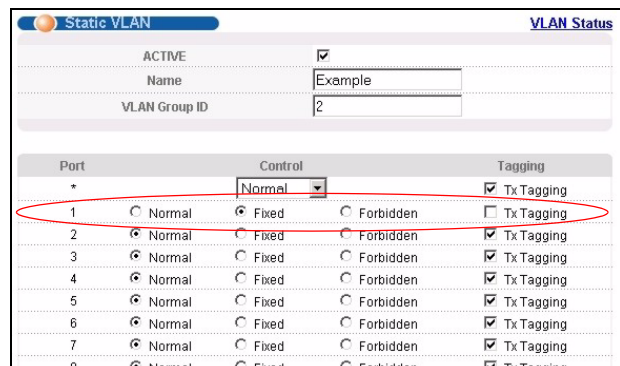 Static VLAN VLAN Status
ACTIVE
Name Example
VLAN Group ID 2
Port Control Tagging
* Normal Tx Tagging
1 Normal Fixed Forbidden Tx Tagging
2 Normal Fixed Forbidden Tx Tagging
3 Normal Fixed Forbidden Tx Tagging
4 Normal Fixed Forbidden Tx Tagging
5 Normal Fixed Forbidden Tx Tagging
6 Normal Fixed Forbidden Tx Tagging
7 Normal Fixed Forbidden Tx Tagging